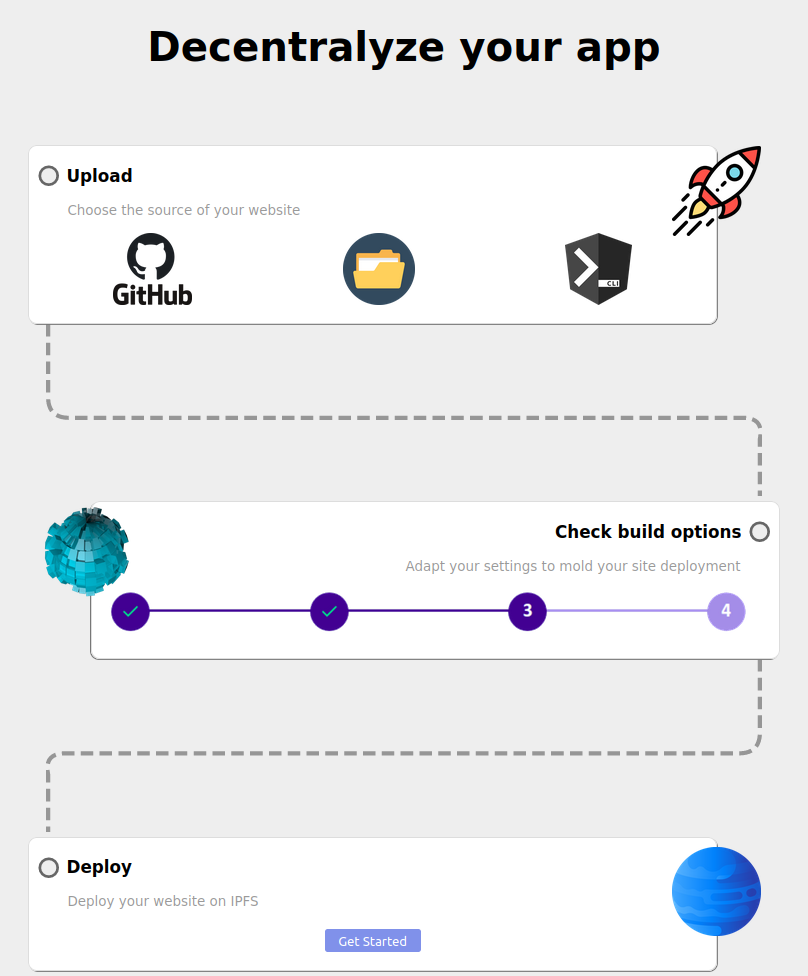 Decentralyze your app
Upload
Choose the source of your website
GitHub
CLI
Check build options
Adapt your settings to mold your site deployment
3
4
Deploy
Deploy your website on IPFS
Get Started